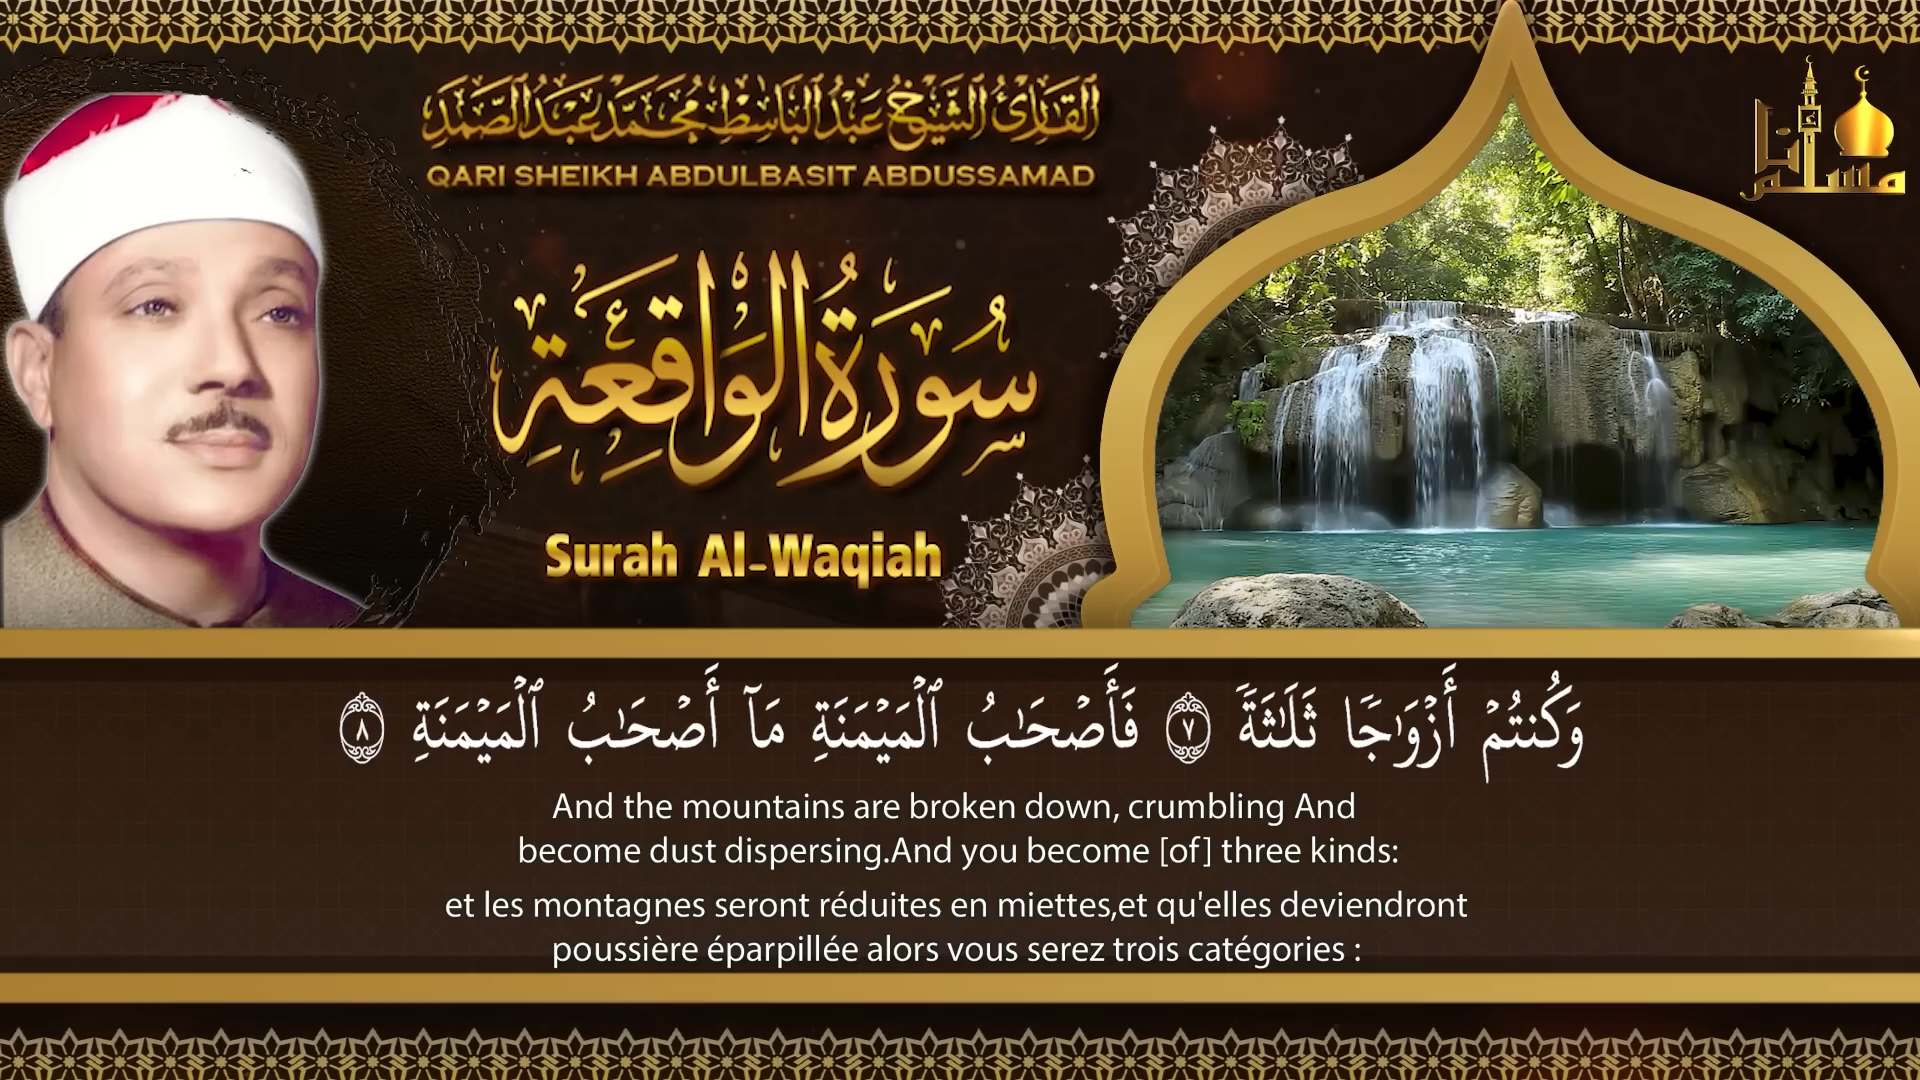 القارئ الشيخ عبد الباسط محمد عبد الصمد
QARI SHEIKH ABDULBASIT ABDUSSAMAD
أنا مسلم
سُورَةُ الوَاقِعَةِ
Surah Al-Waqiah
وَكُنتُمْ أَزْوَٰجًا ثَلَٰثَةً ٧ فَأَصْحَٰبُ ٱلْمَيْمَنَةِ مَآ أَصْحَٰبُ ٱلْمَيْمَنَةِ ٨
And the mountains are broken down, crumbling And
become dust dispersing.And you become [of] three kinds:
et les montagnes seront réduites en miettes,et qu'elles deviendront
poussière éparpillée alors vous serez trois catégories :